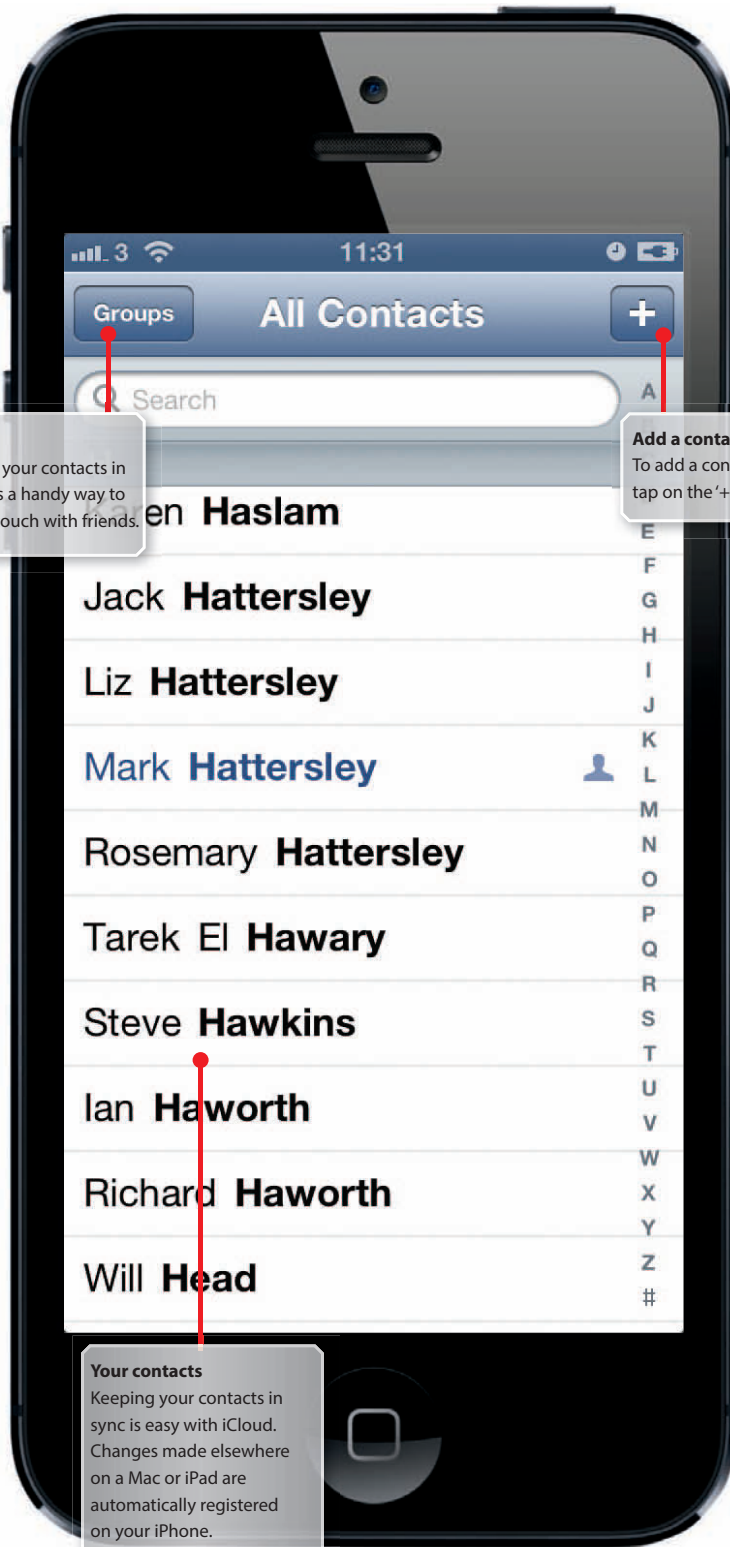 3 11:31
Groups All Contacts +
Search
A
your contacts in
a handy way to
ouch with friends.
Add a conta
To add a con
tap on the ‘+
en Haslam
E
F
Jack Hattersley
G
H
Liz Hattersley
I
J
Mark Hattersley
K
L
M
Rosemary Hattersley
N
O
Tarek El Hawary
P
Q
R
Steve Hawkins
S
T
Ian Haworth
U
V
W
Richard Haworth
X
Y
Will Head
Z
#
Your contacts
Keeping your contacts in
sync is easy with iCloud.
Changes made elsewhere
on a Mac or iPad are
automatically registered
on your iPhone.